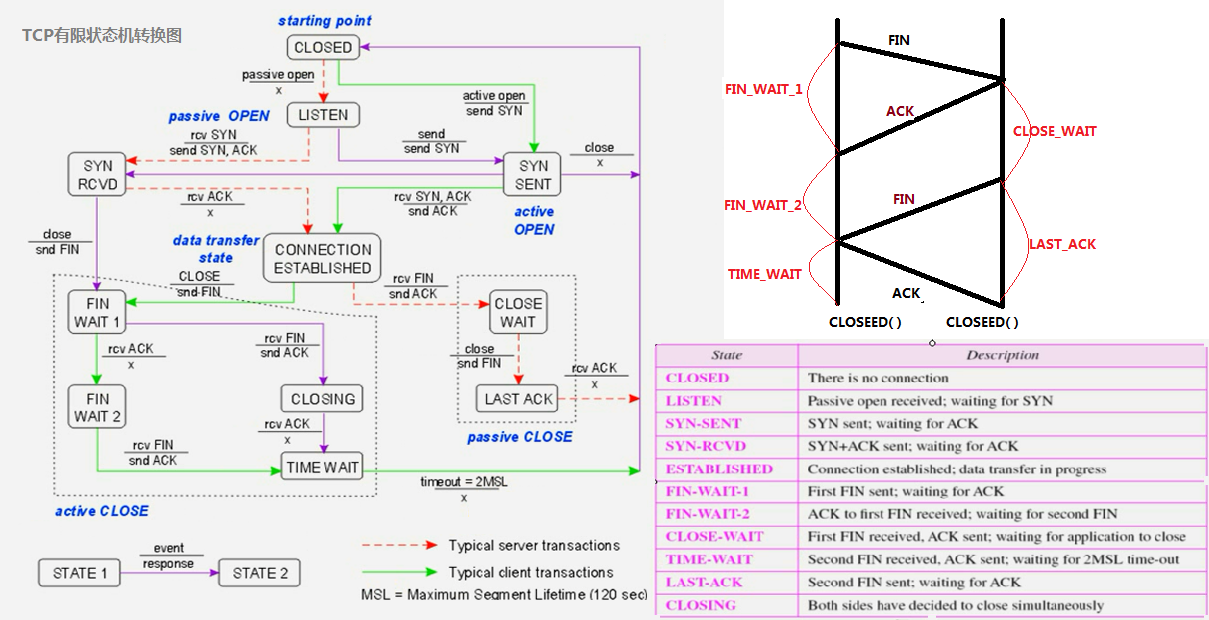 TCP有限状态机转换图
starting point
CLOSED
passive open
x
active open
send SYN
passive OPEN
LISTEN
rcv SYN
send SYN, ACK
send
send SYN
close
x
SYN
RCVD
SYN
SENT
rcv ACK
x
rcv SYN, ACK
snd ACK
active
OPEN
close
snd FIN
data transfer
state
CONNECTION
ESTABLISHED
CLOSE
snd FIN
rcv FIN
snd ACK
FIN
WAIT 1
CLOSE
WAIT
rcv FIN
snd ACK
rcv ACK
x
close
snd FIN
rcv ACK
x
FIN
WAIT 2
CLOSING
LAST ACK
rcv ACK
x
passive CLOSE
rcv FIN
snd ACK
TIME WAIT
timeout = 2MSL
x
active CLOSE
event
response
STATE 1
STATE 2
Typical server transactions
Typical client transactions
MSL = Maximum Segment Lifetime (120 sec)
FIN
FIN_WAIT_1
ACK
CLOSE_WAIT
FIN_WAIT_2
FIN
LAST_ACK
TIME_WAIT
ACK
CLOSEED( )
CLOSEED( )
State Description
CLOSED There is no connection
LISTEN Passive open received; waiting for SYN
SYN-SENT SYN sent; waiting for ACK
SYN-RCVD SYN+ACK sent; waiting for ACK
ESTABLISHED Connection established; data transfer in progress
FIN-WAIT-1 First FIN sent; waiting for ACK
FIN-WAIT-2 ACK to first FIN received; waiting for second FIN
CLOSE-WAIT First FIN received, ACK sent; waiting for application to close
TIME-WAIT Second FIN received, ACK sent; waiting for 2MSL time-out
LAST-ACK Second FIN sent; waiting for ACK
CLOSING Both sides have decided to close simultaneously